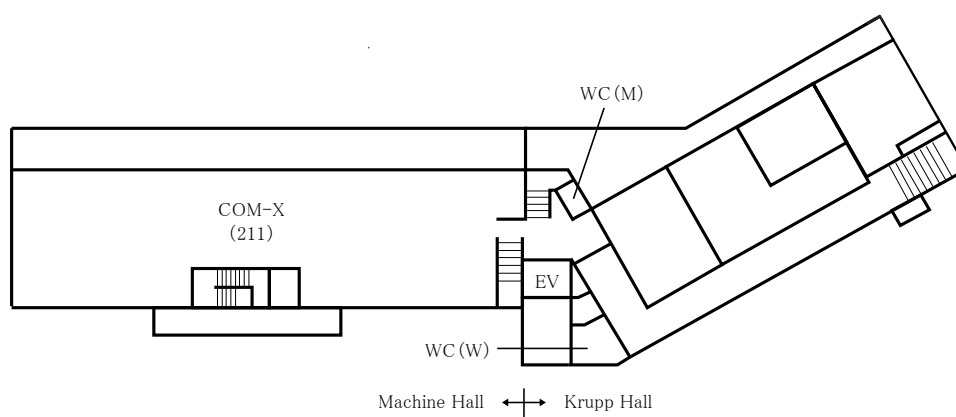 WC(M)
COM-X
(211)
EV
WC(W)
Machine Hall
Krupp Hall